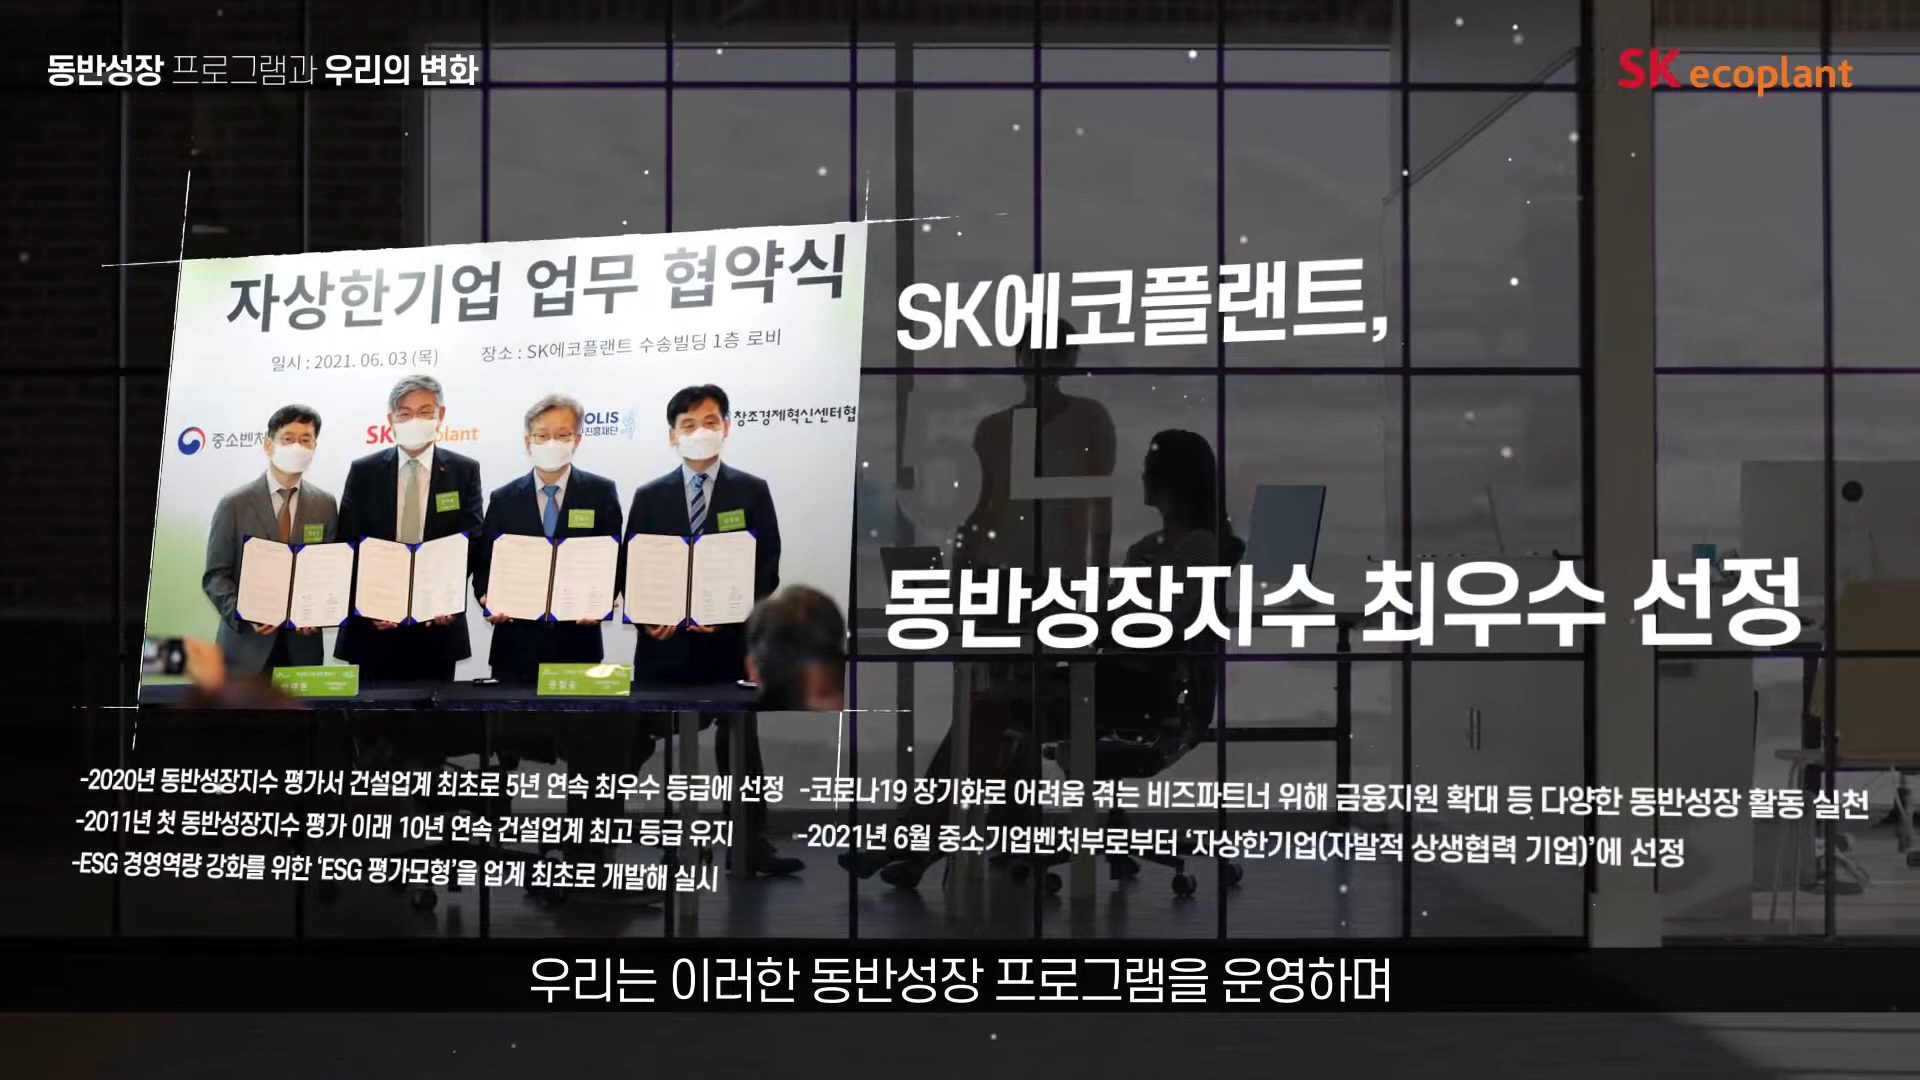 동반성장 프로그램과 우리의 변화
SK ecoplant
자상한기업 업무 협약식
일시 : 2021. 06. 03 (목) 장소 : SK에코플랜트 수송빌딩 1층 로비
중소벤처
SK plant
OLIS
진흥재단
창조경제혁신센터협
SK에코플랜트,
동반성장지수 최우수 선정
-2020년 동반성장지수 평가서 건설업계 최초로 5년 연속 최우수 등급에 선정
-2011년 첫 동반성장지수 평가 이래 10년 연속 건설업계 최고 등급 유지
-ESG 경영역량 강화를 위한 ‘ESG 평가모형’을 업계 최초로 개발해 실시
-코로나19 장기화로 어려움 겪는 비즈파트너 위해 금융지원 확대 등 다양한 동반성장 활동 실천
-2021년 6월 중소기업벤처부로부터 ‘자상한기업(자발적 상생협력 기업)’에 선정
우리는 이러한 동반성장 프로그램을 운영하며